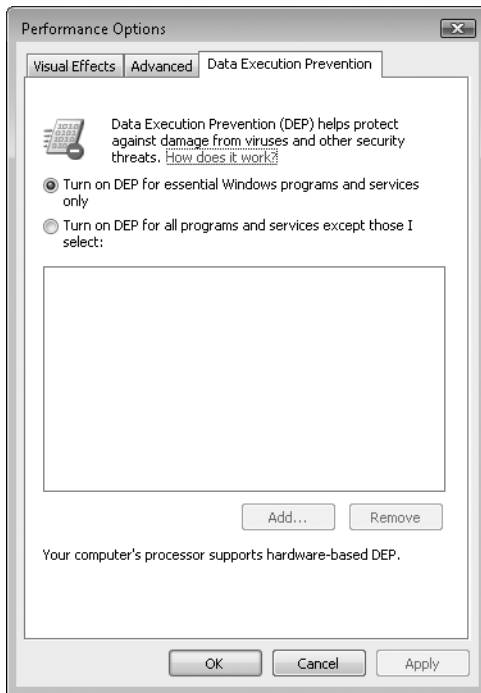 Performance Options
Visual Effects
Advanced
Data Execution Prevention
Data Execution Prevention (DEP) helps protect
against damage from viruses and other security
threats. How does it work?
Turn on DEP for essential Windows programs and services
only
Turn on DEP for all programs and services except those I
select:
Add...
Remove
Your computer's processor supports hardware-based DEP.
OK
Cancel
Apply